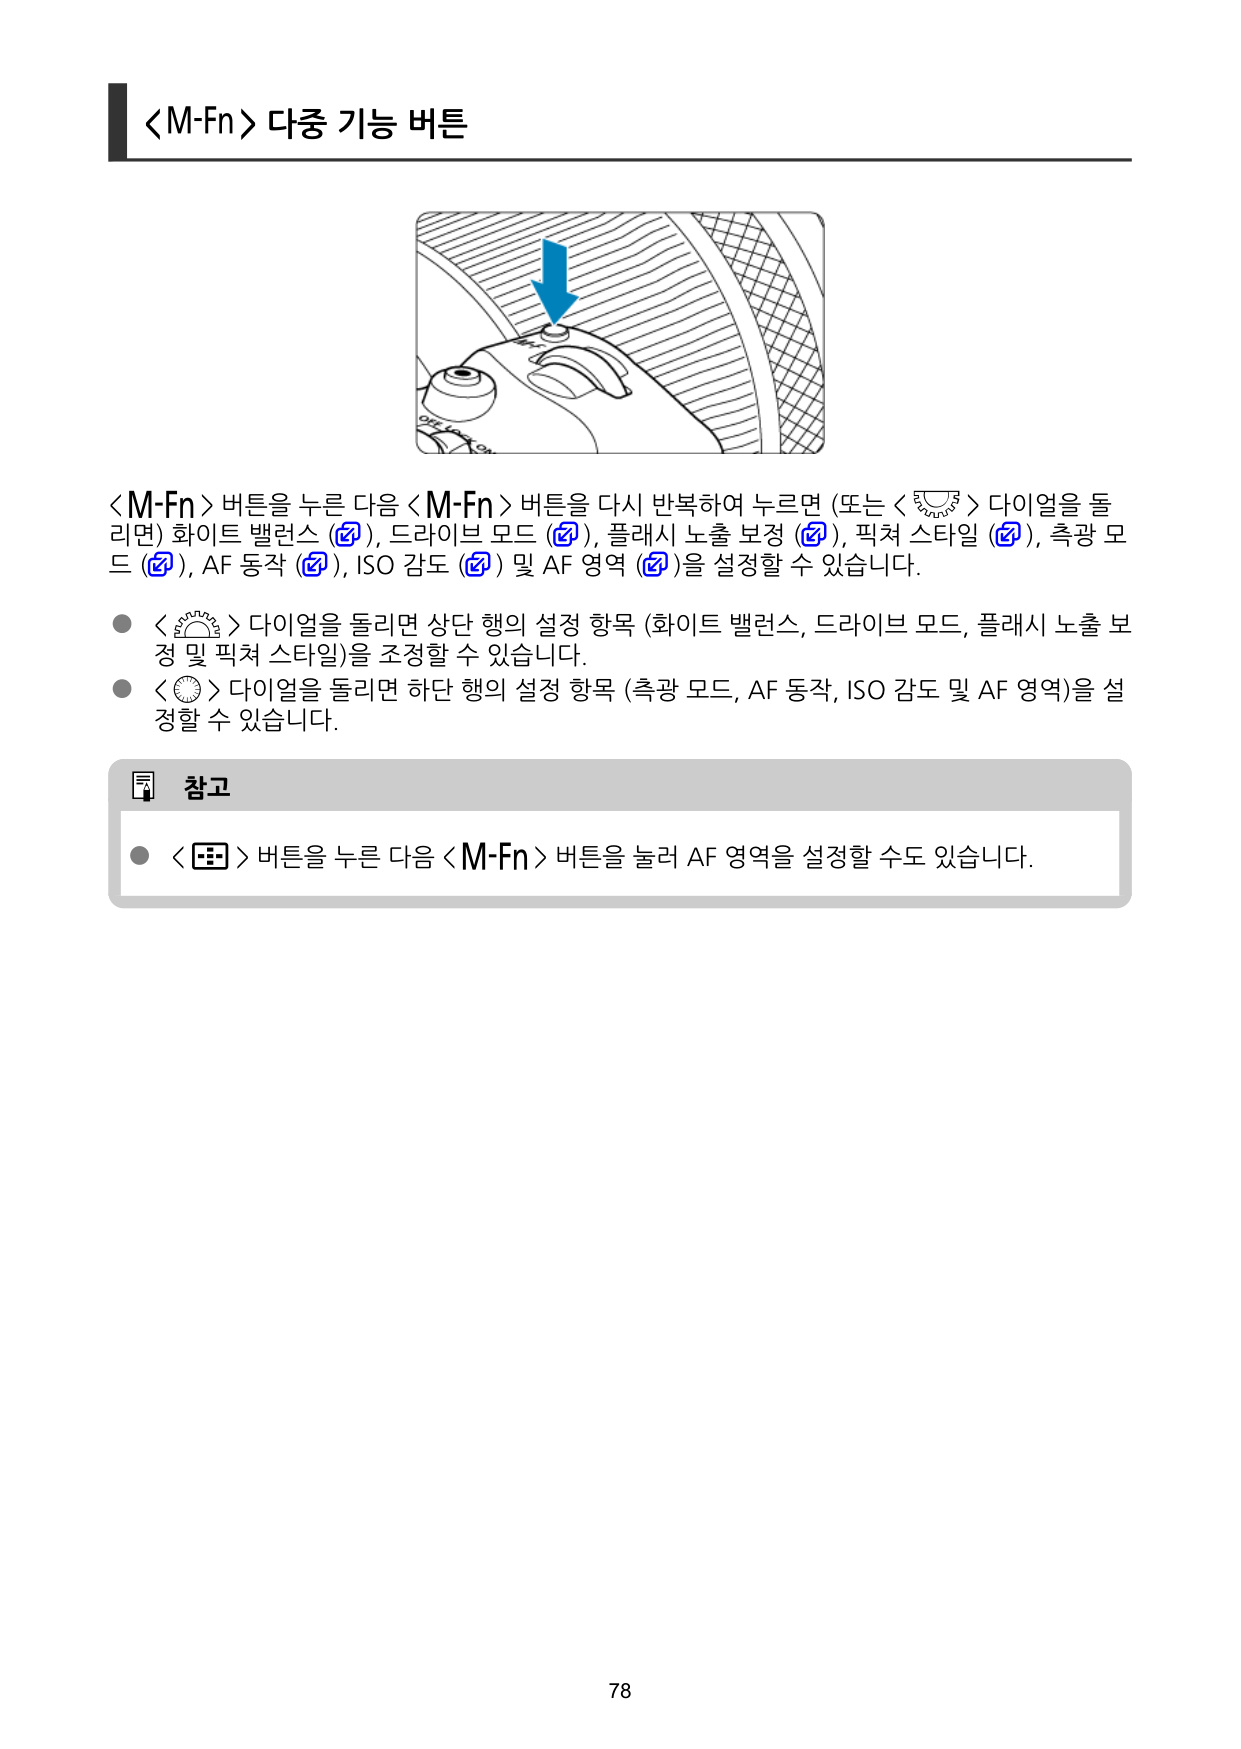 <M-Fn> 다중 기능 버튼
M-F
OFF LOCK ON
<M-Fn> 버튼을 누른 다음 <M-Fn> 버튼을 다시 반복하여 누르면 (또는 < > 다이얼을 돌
리면) 화이트 밸런스 ( ), 드라이브 모드 ( ), 플래시 노출 보정 ( ), 픽쳐 스타일 ( ), 측광 모
드 ( ), AF 동작 ( ), ISO 감도 ( ) 및 AF 영역 ( )을 설정할 수 있습니다.
● < > 다이얼을 돌리면 상단 행의 설정 항목 (화이트 밸런스, 드라이브 모드, 플래시 노출 보
정 및 픽쳐 스타일)을 조정할 수 있습니다.
● < > 다이얼을 돌리면 하단 행의 설정 항목 (측광 모드, AF 동작, ISO 감도 및 AF 영역)을 설
정할 수 있습니다.
참고
● < > 버튼을 누른 다음 <M-Fn> 버튼을 눌러 AF 영역을 설정할 수도 있습니다.
78